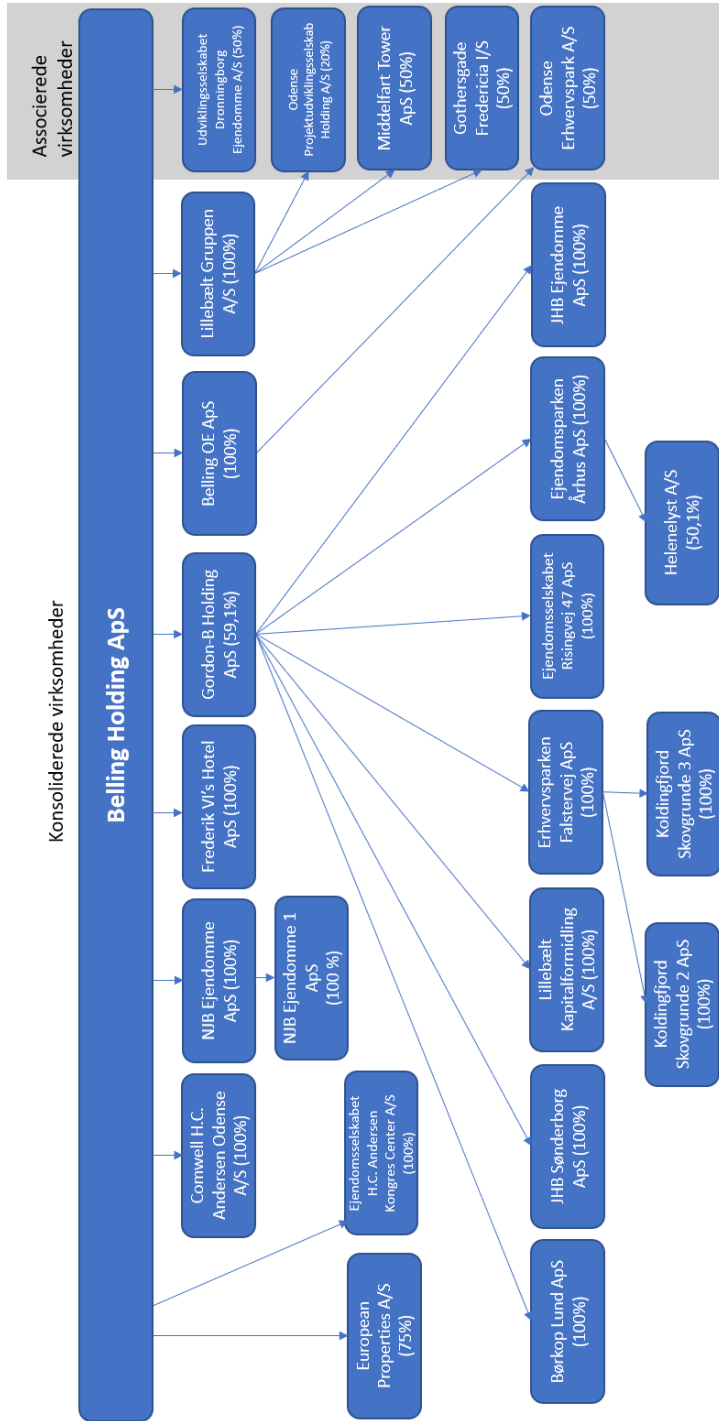 Konsoliderede virksomheder
Associerede
virksomheder
Belling Holding ApS
Comwell H.C.
Andersen Odense
A/S (100%)
NJB Ejendomme
ApS (100%)
Frederik VI's Hotel
ApS (100%)
Gordon-B Holding
ApS (59,1%)
Belling OE ApS
(100%)
Lillebælt Gruppen
A/S (100%)
Udviklingsselskabet
Dronningborg
Ejendomme A/S (50%)
NJB Ejendomme 1
ApS
(100 %)
Odense
Projektudviklingsselskab
Holding A/S (20%)
European
Properties A/S
(75%)
Ejendomsselskabet
H.C. Andersen
Kongres Center A/S
(100%)
Middelfart Tower
ApS (50%)
Gothersgade
Fredericia I/S
(50%)
Børkop Lund ApS
(100%)
JHB Sønderborg
ApS (100%)
Lillebælt
Kapitalformidling
A/S (100%)
Erhvervsparken
Falstervej ApS
(100%)
Ejendomsselskabet
Risingvej 47 ApS
(100%)
Ejendomsparken
Århus ApS (100%)
JHB Ejendomme
ApS (100%)
Odense
Erhvervspark A/S
(50%)
Koldingfjord
Skovgrunde 2 ApS
(100%)
Koldingfjord
Skovgrunde 3 ApS
(100%)
Helenelyst A/S
(50,1%)